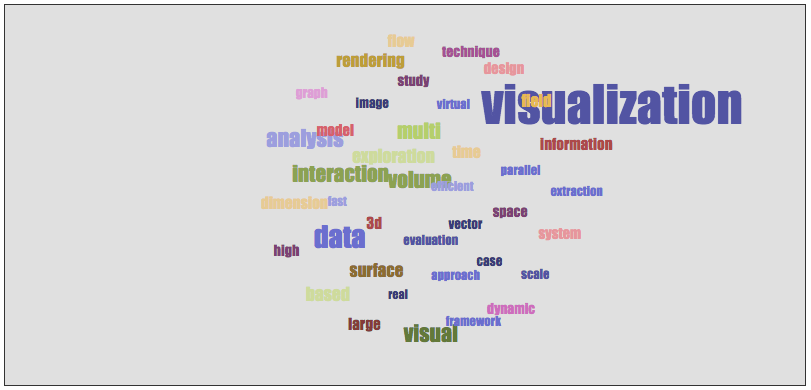 flow
technique
rendering
design
study
graph
image
virtual
field
visualization
model
multi
analysis
information
exploration
time
interaction
parallel
volume
efficient
extraction
dimension
fast
space
3d
vector
system
data
evaluation
high
case
surface
approach
scale
based
real
dynamic
large
framework
visual